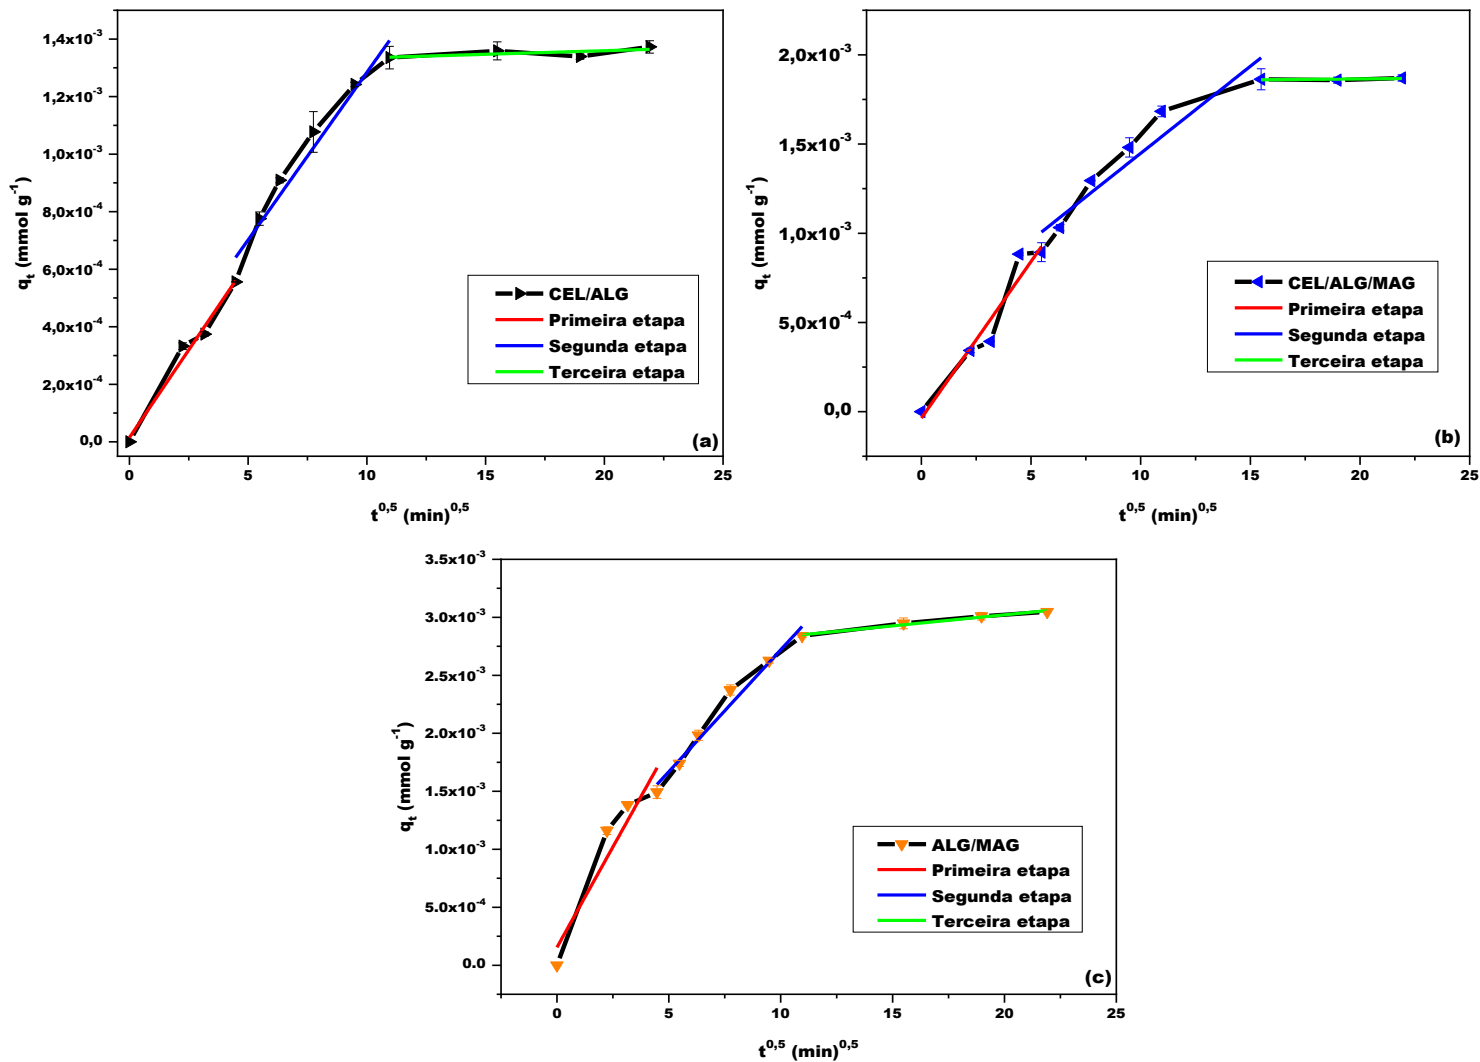 1,4x10⁻³
1,2x10⁻³
1,0x10⁻³
8,0x10⁻⁴
6,0x10⁻⁴
4,0x10⁻⁴
2,0x10⁻⁴
0,0
qₜ (mmol g⁻¹)
CEL/ALG
Primeira etapa
Segunda etapa
Terceira etapa
(a)
0 5 10 15 20 25
t⁰,⁵ (min)⁰,⁵
2,0x10⁻³
1,5x10⁻³
1,0x10⁻³
5,0x10⁻⁴
0,0
qₜ (mmol g⁻¹)
CEL/ALG/MAG
Primeira etapa
Segunda etapa
Terceira etapa
(b)
0 5 10 15 20 25
t⁰,⁵ (min)⁰,⁵
3.5x10⁻³
3.0x10⁻³
2.5x10⁻³
2.0x10⁻³
1.5x10⁻³
1.0x10⁻³
5.0x10⁻⁴
0.0
qₜ (mmol g⁻¹)
ALG/MAG
Primeira etapa
Segunda etapa
Terceira etapa
(c)
0 5 10 15 20 25
t⁰,⁵ (min)⁰,⁵